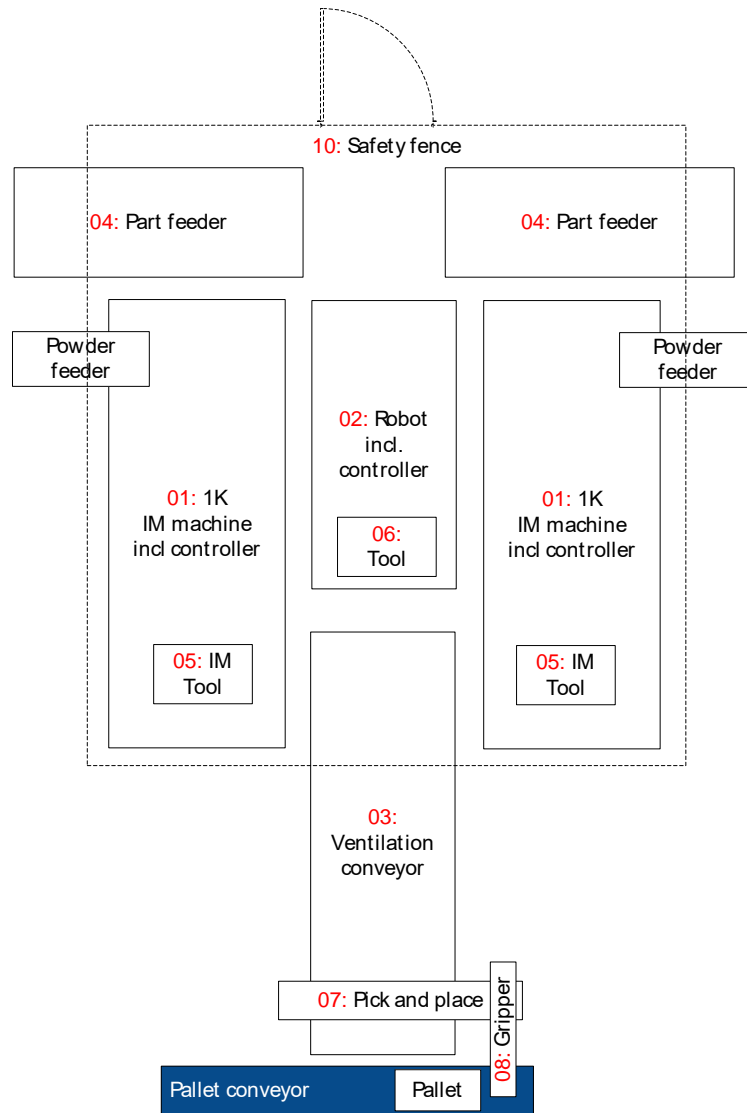 10: Safety fence
04: Part feeder
04: Part feeder
Powder
feeder
Powder
feeder
02: Robot
incl.
controller
01: 1K
IM machine
incl controller
01: 1K
IM machine
incl controller
06:
Tool
05: IM
Tool
05: IM
Tool
03:
Ventilation
conveyor
07: Pick and place
08: Gripper
Pallet conveyor
Pallet